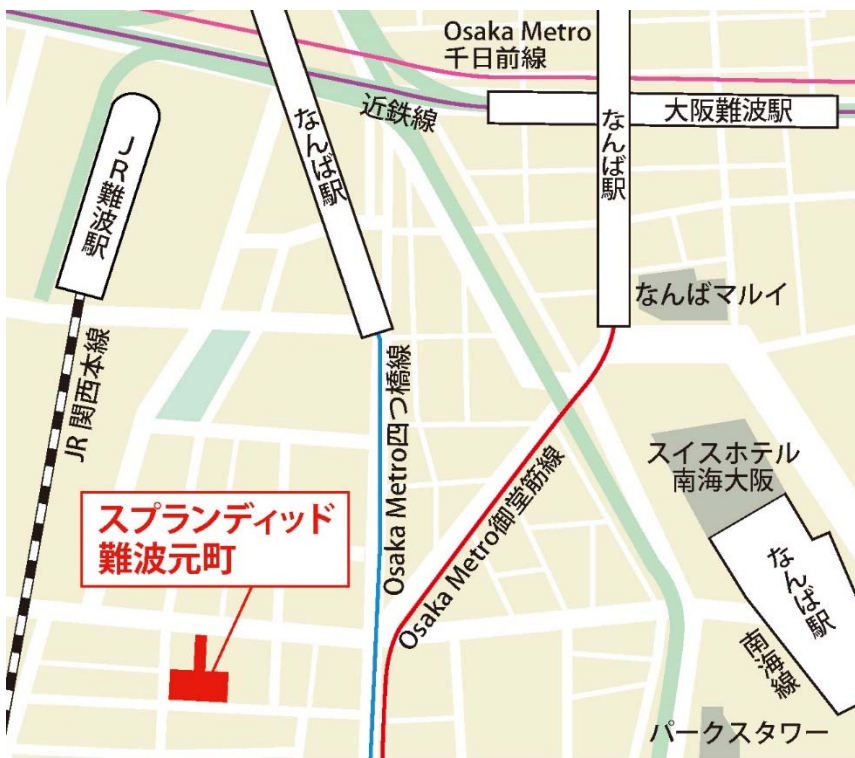 Osaka Metro
千日前線
近鉄線
大阪難波駅
なんば駅
なんば駅
JR難波駅
なんばマルイ
JR 関西本線
Osaka Metro四つ橋線
Osaka Metro御堂筋線
スイスホテル
南海大阪
スプランディッド
難波元町
なんば駅
南海線
パークスタワー